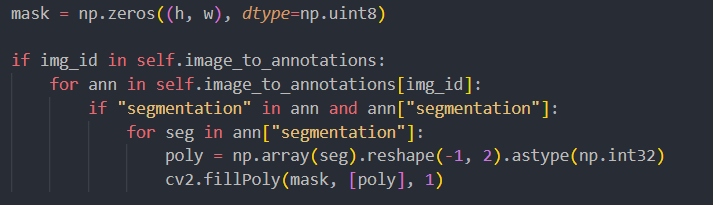 mask = np.zeros((h, w), dtype=np.uint8)
if img_id in self.image_to_annotations:
for ann in self.image_to_annotations[img_id]:
if "segmentation" in ann and ann["segmentation"]:
for seg in ann["segmentation"]:
poly = np.array(seg).reshape(-1, 2).astype(np.int32)
cv2.fillPoly(mask, [poly], 1)